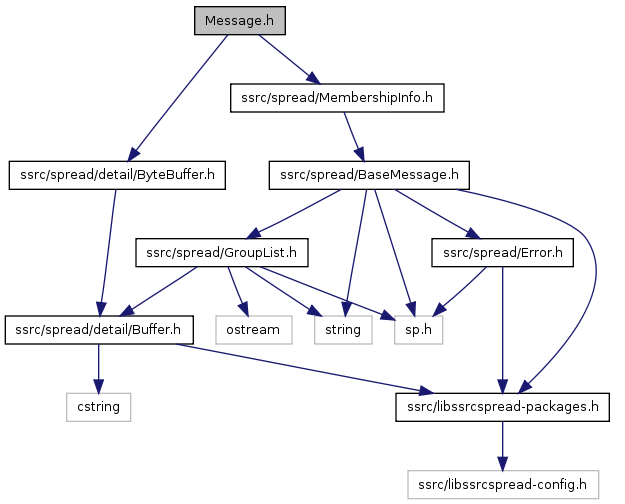 Message.h
ssrc/spread/MembershipInfo.h
ssrc/spread/detail/ByteBuffer.h
ssrc/spread/BaseMessage.h
ssrc/spread/GroupList.h
ssrc/spread/Error.h
ssrc/spread/detail/Buffer.h
ostream
string
sp.h
cstring
ssrc/libssrcspread-packages.h
ssrc/libssrcspread-config.h